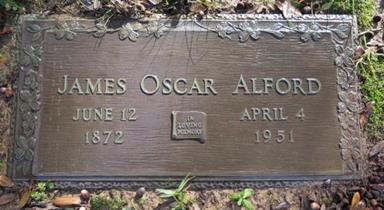 JAMES OSCAR ALFORD
JUNE 12
1872
IN
LOVING
MEMORY
APRIL 4
1951